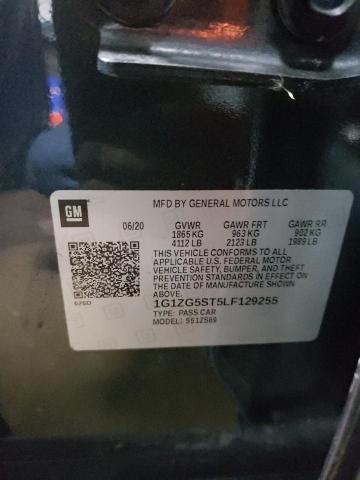 GM
MFD BY GENERAL MOTORS LLC
06/20 GVWR GAWR FRT GAWR RR
1865 KG 963 KG 902 KG
4112 LB 2123 LB 1989 LB
THIS VEHICLE CONFORMS TO ALL
APPLICABLE U.S. FEDERAL MOTOR
VEHICLE SAFETY, BUMPER, AND THEFT
PREVENTION STANDARDS IN EFFECT ON
THE DATE OF MANUFACTURE SHOWN
ABOVE.
1G1ZG5ST5LF129255
TYPE: PASS CAR
MODEL: